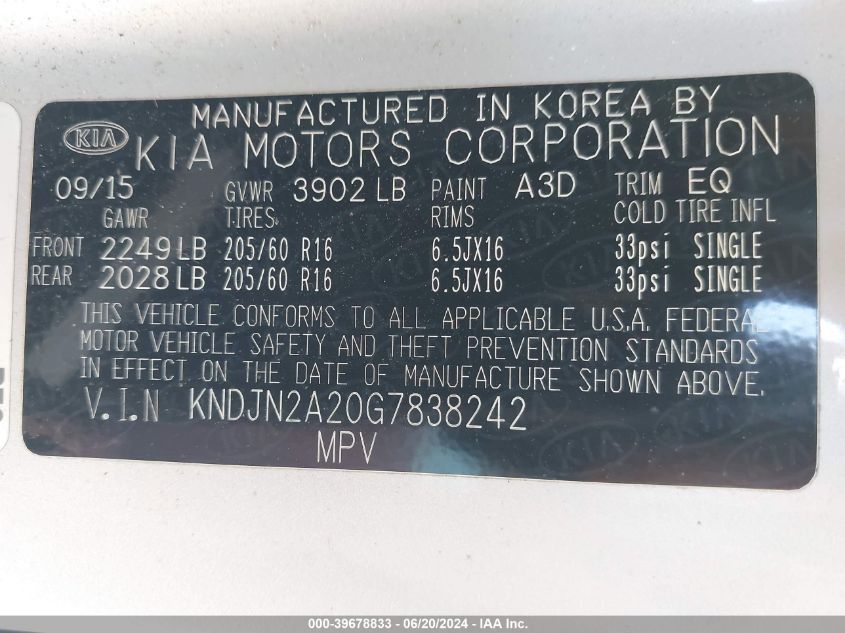 MANUFACTURED IN KOREA BY
KIA KIA MOTORS CORPORATION
09/15 GVWR 3902 LB PAINT A3D TRIM EQ
GAWR TIRES RIMS COLD TIRE INFL
FRONT 2249 LB 205/60 R16 6.5JX16 33psi SINGLE
REAR 2028 LB 205/60 R16 6.5JX16 33psi SINGLE
THIS VEHICLE CONFORMS TO ALL APPLICABLE U.S.A. FEDERAL
MOTOR VEHICLE SAFETY AND THEFT PREVENTION STANDARDS
IN EFFECT ON THE DATE OF MANUFACTURE SHOWN ABOVE.
V.I.N KNDJN2A20G7838242
MPV
000-39678833 - 06/20/2024 - IAA Inc.